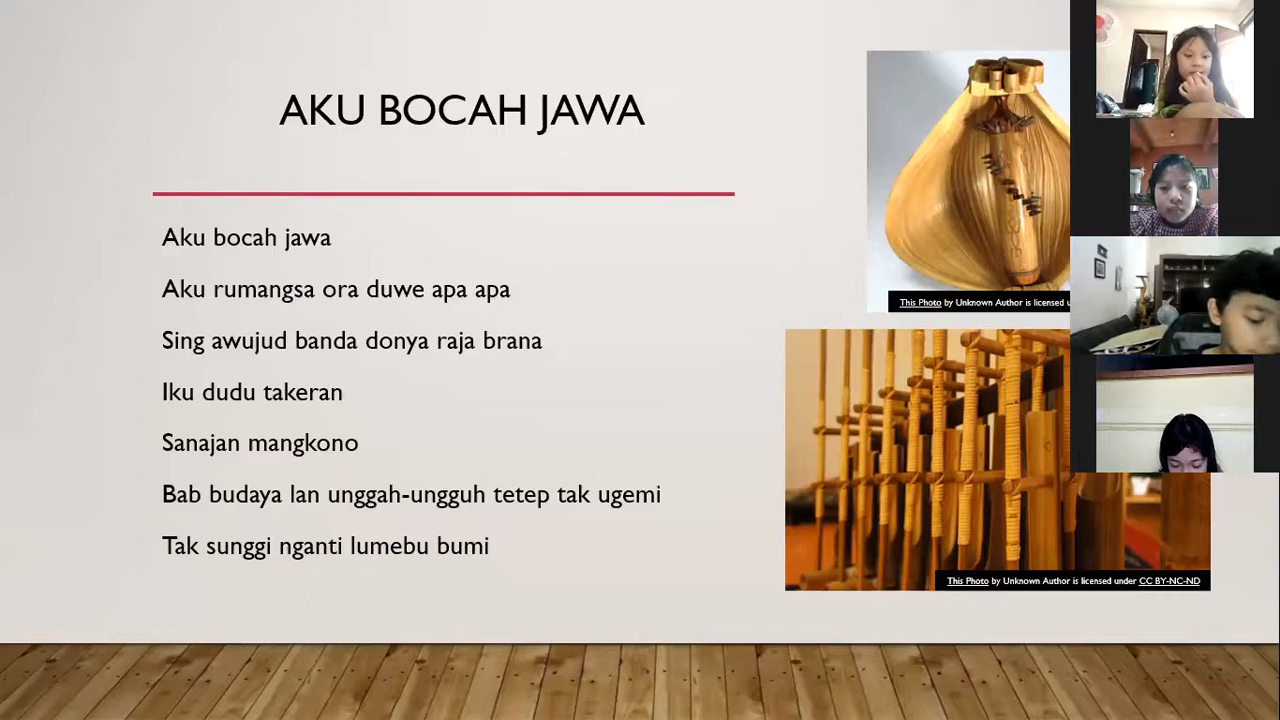 AKU BOCAH JAWA
Aku bocah jawa
Aku rumangsa ora duwe apa apa
Sing awujud banda donya raja brana
Iku dudu takeran
Sanajan mangkono
Bab budaya lan unggah-ungguh tetep tak ugemi
Tak sunggi nganti lumebu bumi
This Photo by Unknown Author is licensed
This Photo by Unknown Author is licensed under CC BY-NC-ND